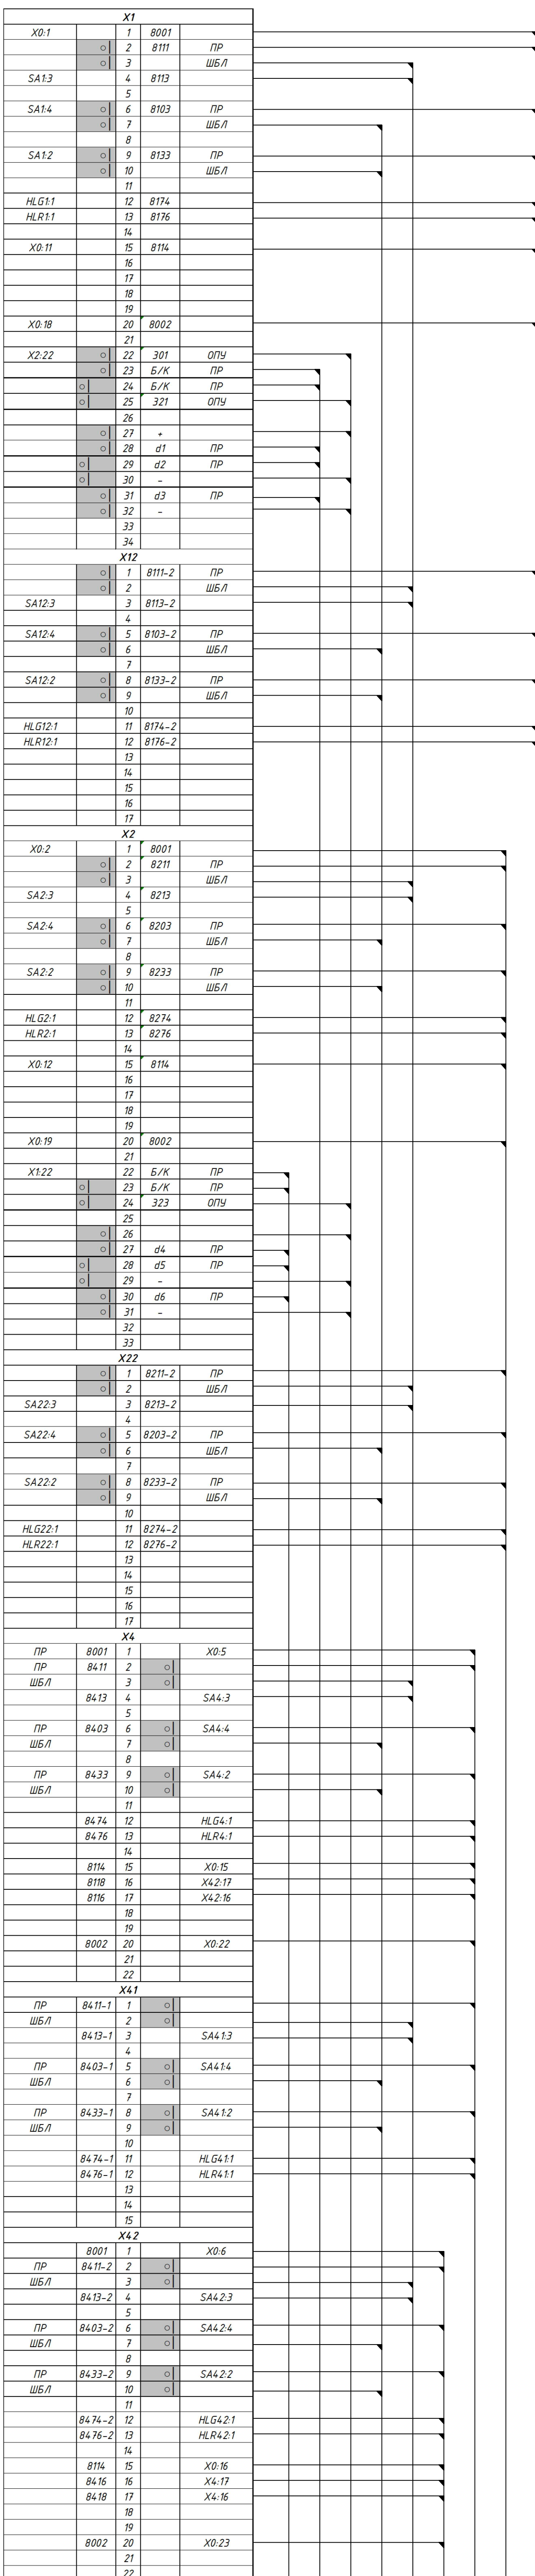 X1
X0:1 1 8001
2 8111 ПР
3 ШБЛ
SA1:3 4 8113
5
SA1:4 6 8103 ПР
7 ШБЛ
8
SA1:2 9 8133 ПР
10 ШБЛ
11
HLG1:1 12 8174
HLR1:1 13 8176
14
X0:11 15 8114
16
17
18
19
X0:18 20 8002
21
X2:22 22 301 ОПУ
23 Б/К ПР
24 Б/К ПР
25 321 ОПУ
26
27 +
28 d1 ПР
29 d2 ПР
30 -
31 d3 ПР
32 -
33
34
X12
1 8111-2 ПР
2 ШБЛ
SA12:3 3 8113-2
4
SA12:4 5 8103-2 ПР
6 ШБЛ
7
SA12:2 8 8133-2 ПР
9 ШБЛ
10
HLG12:1 11 8174-2
HLR12:1 12 8176-2
13
14
15
16
17
X2
X0:2 1 8001
2 8211 ПР
3 ШБЛ
SA2:3 4 8213
5
SA2:4 6 8203 ПР
7 ШБЛ
8
SA2:2 9 8233 ПР
10 ШБЛ
11
HLG2:1 12 8274
HLR2:1 13 8276
14
X0:12 15 8114
16
17
18
19
X0:19 20 8002
21
X1:22 22 Б/К ПР
23 Б/К ПР
24 323 ОПУ
25
26
27 d4 ПР
28 d5 ПР
29 -
30 d6 ПР
31 -
32
33
X22
1 8211-2 ПР
2 ШБЛ
SA22:3 3 8213-2
4
SA22:4 5 8203-2 ПР
6 ШБЛ
7
SA22:2 8 8233-2 ПР
9 ШБЛ
10
HLG22:1 11 8274-2
HLR22:1 12 8276-2
13
14
15
16
17
X4
ПР 8001 1 X0:5
ПР 8411 2
ШБЛ 3
8413 4 SA4:3
5
ПР 8403 6 SA4:4
ШБЛ 7
8
ПР 8433 9 SA4:2
ШБЛ 10
11
8474 12 HLG4:1
8476 13 HLR4:1
14
8114 15 X0:15
8118 16 X42:17
8116 17 X42:16
18
19
8002 20 X0:22
21
22
X41
ПР 8411-1 1
ШБЛ 2
8413-1 3 SA41:3
4
ПР 8403-1 5 SA41:4
ШБЛ 6
7
ПР 8433-1 8 SA41:2
ШБЛ 9
10
8474-1 11 HLG41:1
8476-1 12 HLR41:1
13
14
15
X42
8001 1 X0:6
ПР 8411-2 2
ШБЛ 3
8413-2 4 SA42:3
5
ПР 8403-2 6 SA42:4
ШБЛ 7
8
ПР 8433-2 9 SA42:2
ШБЛ 10
11
8474-2 12 HLG42:1
8476-2 13 HLR42:1
14
8114 15 X0:16
8416 16 X4:17
8418 17 X4:16
18
19
8002 20 X0:23
21
22